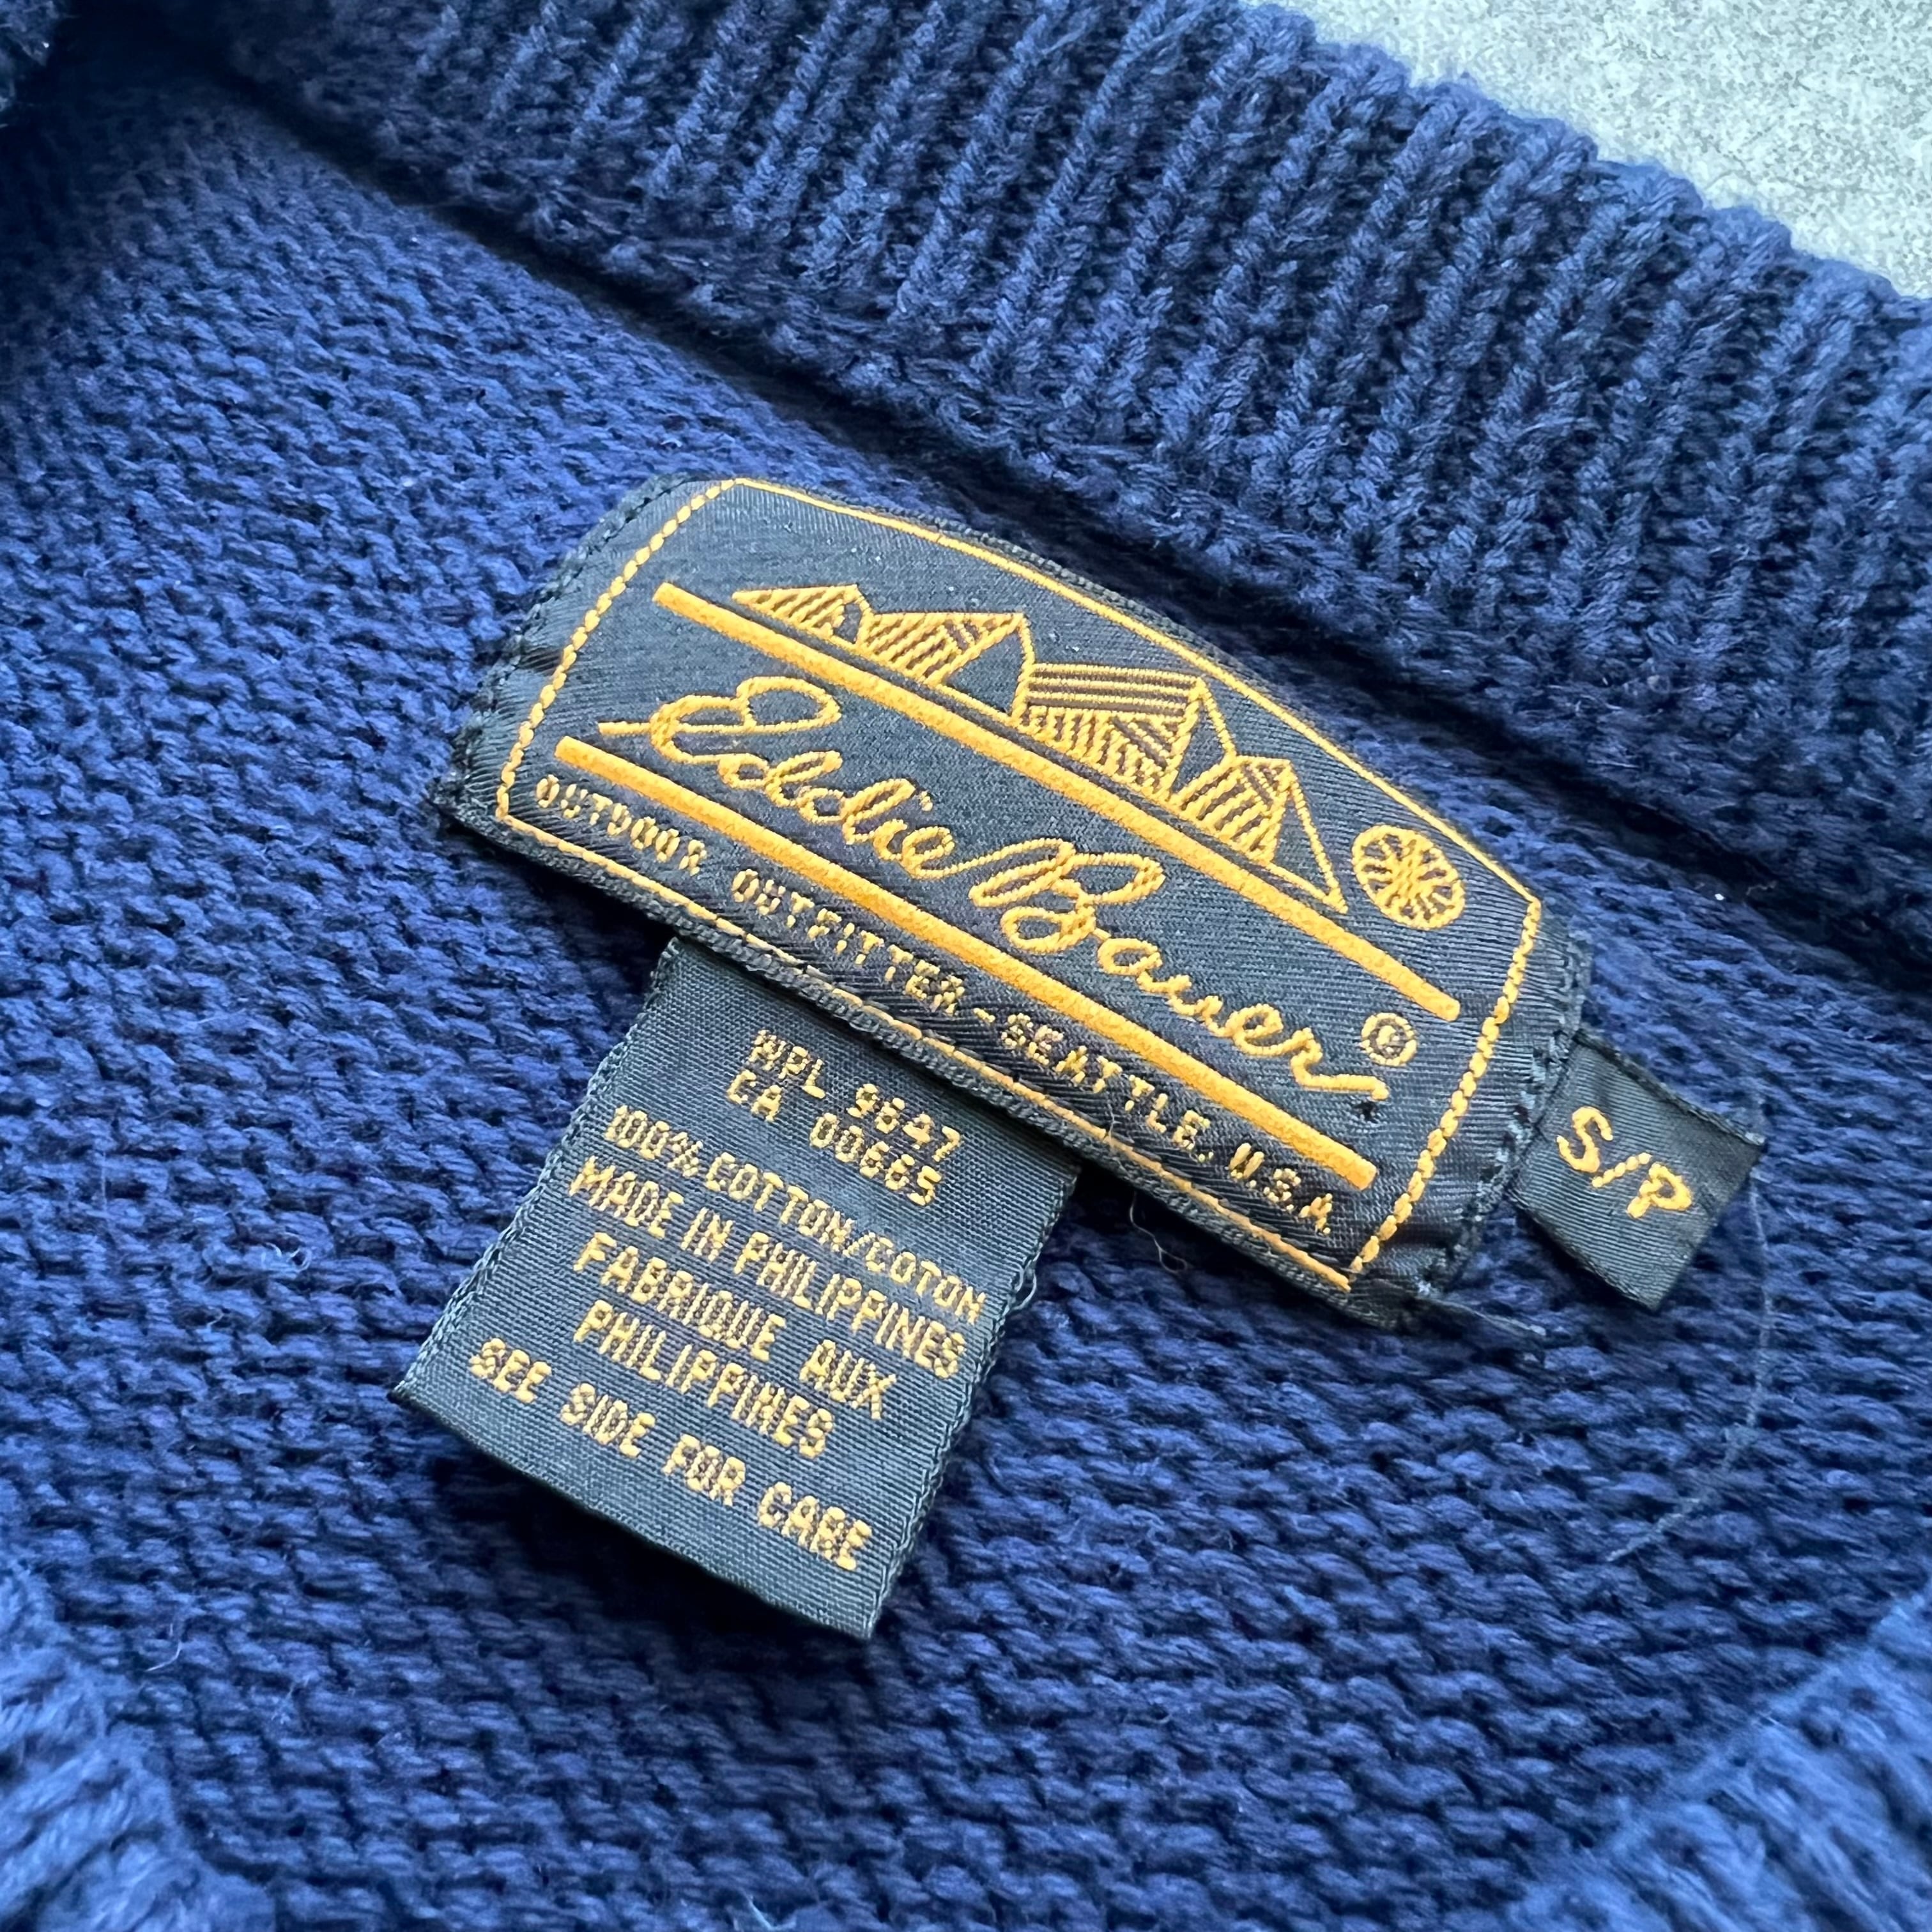 Eddie Bauer®
OUTDOOR OUTFITTER-SEATTLE, U.S.A.
S/P
WPL 9647
CA 00665
100% COTTON/COTON
MADE IN PHILIPPINES
FABRIQUE AUX
PHILIPPINES
SEE SIDE FOR CARE